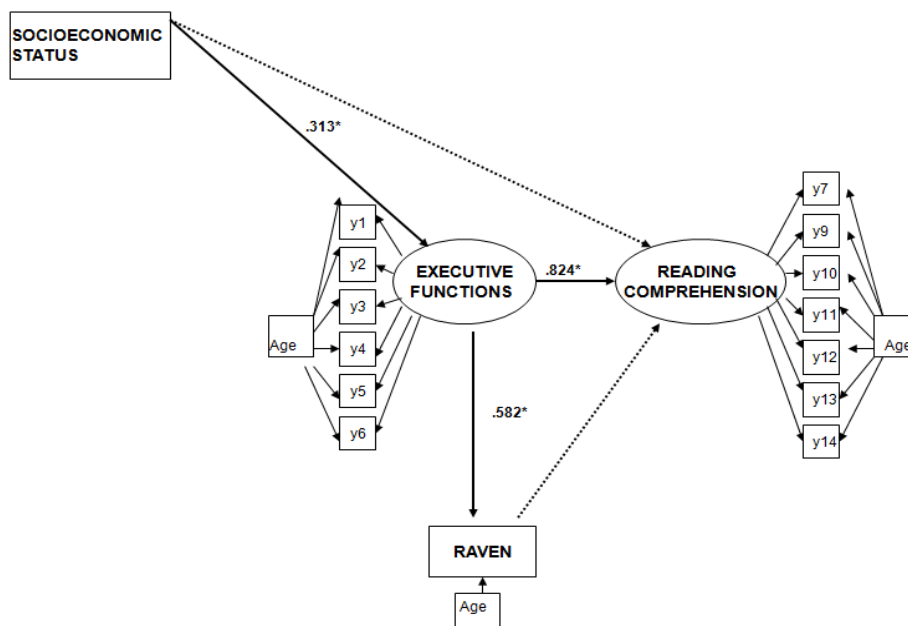 SOCIOECONOMIC
STATUS
.313*
y1
y2
y3
y4
y5
y6
Age
EXECUTIVE
FUNCTIONS
.824*
READING
COMPREHENSION
y7
y9
y10
y11
y12
y13
y14
Age
.582*
RAVEN
Age